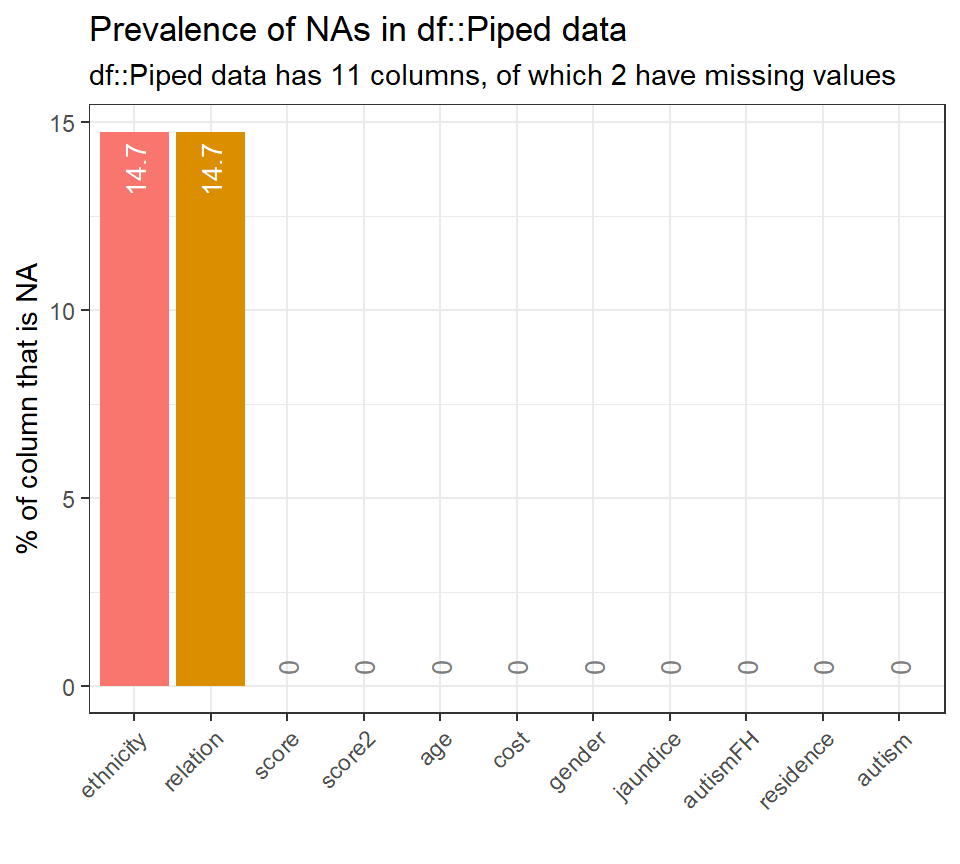 Prevalence of NAs in df::Piped data
df::Piped data has 11 columns, of which 2 have missing values
% of column that is NA
15
10
5
0
14.7
14.7
0
0
0
0
0
0
0
0
0
ethnicity
relation
score
score2
age
cost
gender
jaundice
autismFH
residence
autism